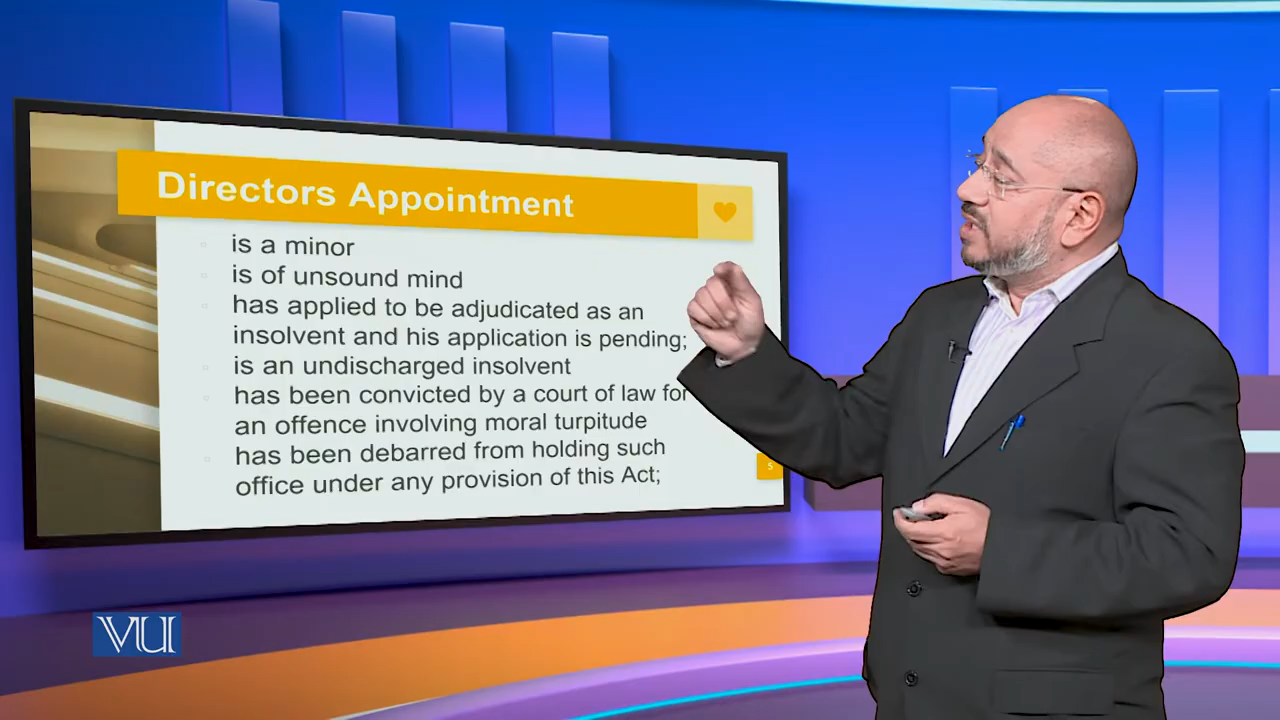 Directors Appointment
is a minor
is of unsound mind
has applied to be adjudicated as an
insolvent and his application is pending;
is an undischarged insolvent
has been convicted by a court of law for
an offence involving moral turpitude
has been debarred from holding such
office under any provision of this Act;
5
VU